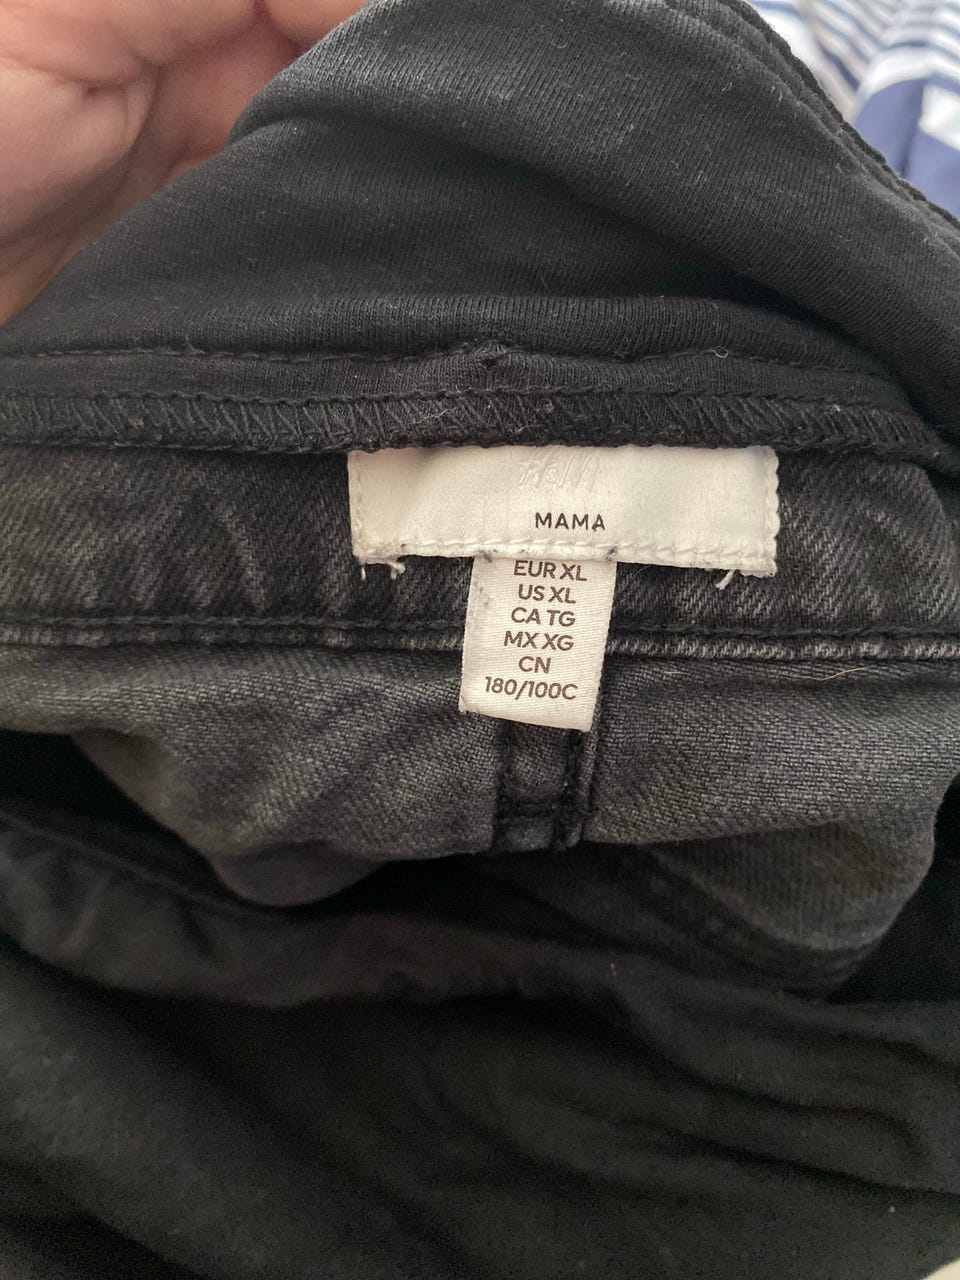 H&M
MAMA
EUR XL
US XL
CA TG
MX XG
CN
180/100C